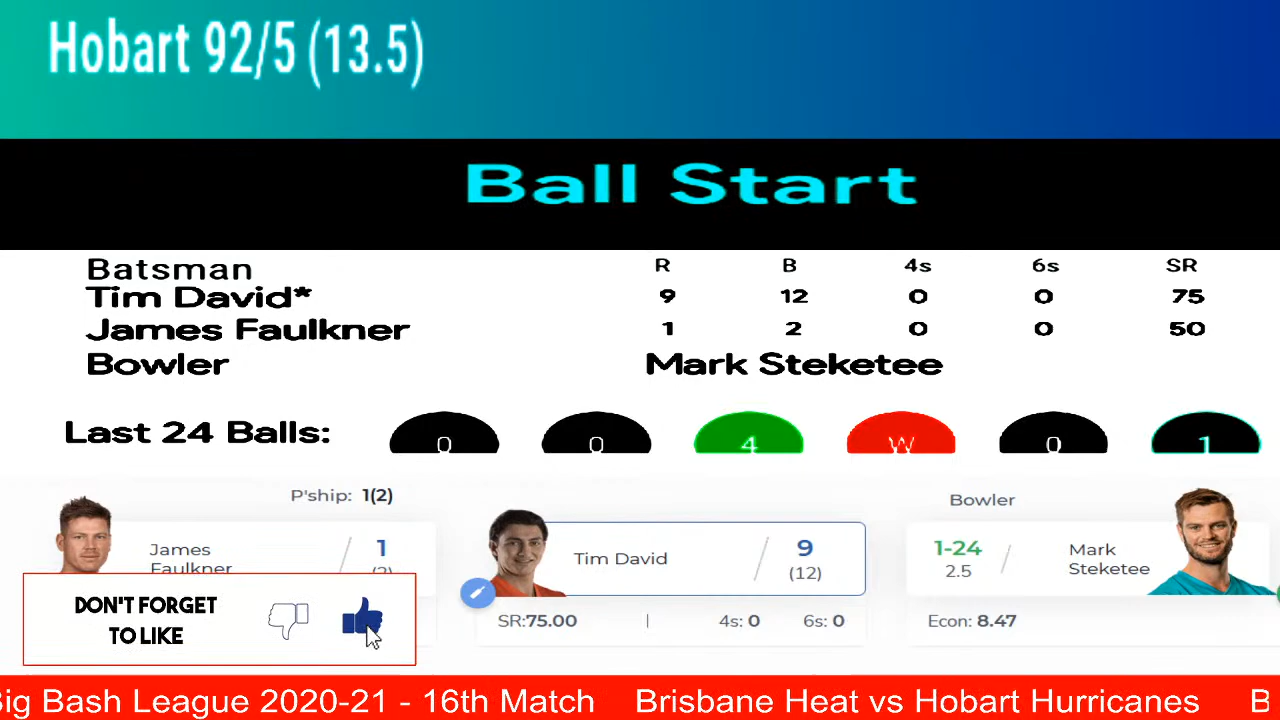 Hobart 92/5 (13.5)
Ball Start
Batsman R B 4s 6s SR
Tim David* 9 12 0 0 75
James Faulkner 1 2 0 0 50
Bowler Mark Steketee
Last 24 Balls: 0 0 4 W 0 1
P'ship: 1(2) Bowler
James Faulkner 1 (2)
Tim David 9 (12)
1-24 2.5 Mark Steketee
DON'T FORGET TO LIKE
SR:75.00 | 4s: 0 6s: 0
Econ: 8.47
Big Bash League 2020-21 - 16th Match Brisbane Heat vs Hobart Hurricanes B